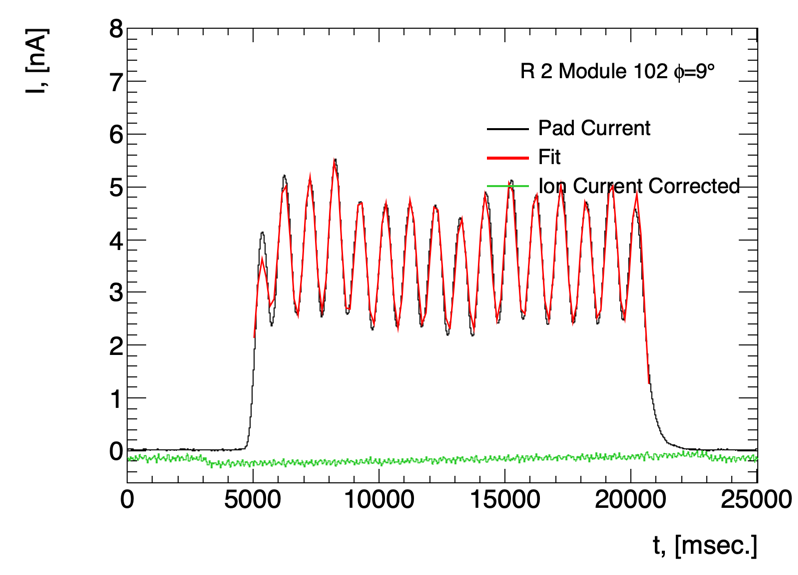 I, [nA]
8
7
6
5
4
3
2
1
0
R 2 Module 102 ϕ=9°
Pad Current
Fit
Ion Current Corrected
0 5000 10000 15000 20000 25000
t, [msec.]